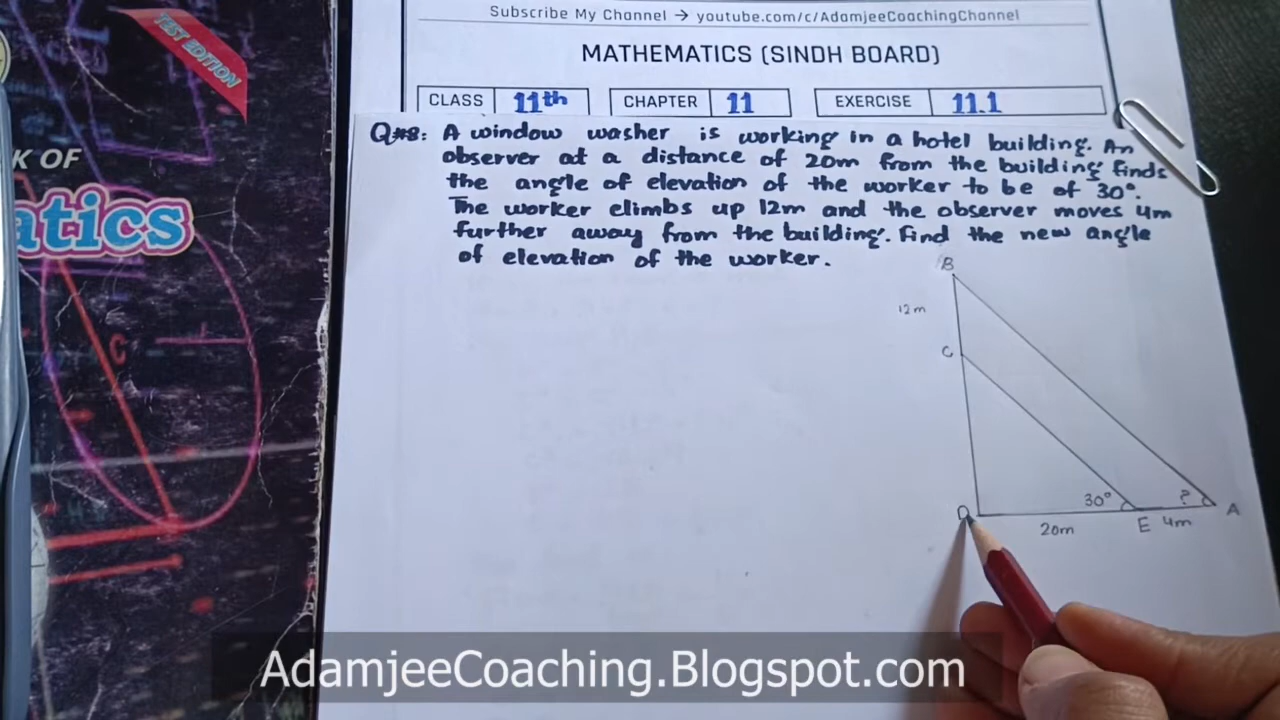 Subscribe My Channel → youtube.com/c/AdamjeeCoachingChannel
MATHEMATICS (SINDH BOARD)
CLASS 11th CHAPTER 11 EXERCISE 11.1
TEST EDITION
K OF
atics
C
Q#8: A window washer is working in a hotel building. An
observer at a distance of 20m from the building finds
the angle of elevation of the worker to be of 30°.
The worker climbs up 12m and the observer moves 4m
further away from the building. Find the new angle
of elevation of the worker.
B
12m
C
30° ?
D
20m E 4m A
AdamjeeCoaching.Blogspot.com